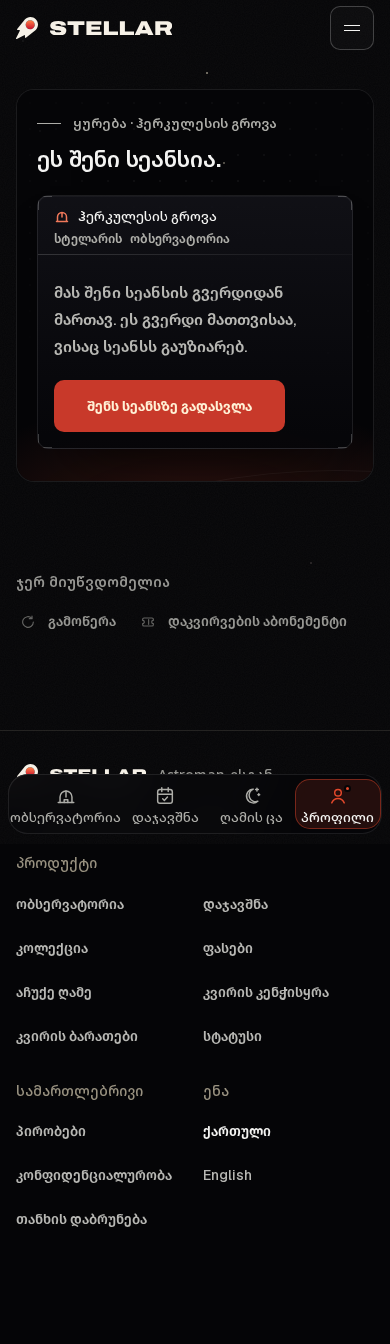 STELLAR
ყურება · ჰერკულესის გროვა
ეს შენი სეანსია.
ჰერკულესის გროვა
სტელარის ობსერვატორია
მას შენი სეანსის გვერდიდან
მართავ. ეს გვერდი მათთვისაა,
ვისაც სეანსს გაუზიარებ.
შენს სეანსზე გადასვლა
ჯერ მიუწვდომელია
გამოწერა
დაკვირვების აბონემენტი
STELLAR
ობსერვატორია
დაჯავშნა
ღამის ცა
პროფილი
პროდუქტი
ობსერვატორია
დაჯავშნა
კოლექცია
ფასები
აჩუქე ღამე
კვირის კენჭისყრა
კვირის ბარათები
სტატუსი
სამართლებრივი
ენა
პირობები
ქართული
კონფიდენციალურობა
English
თანხის დაბრუნება